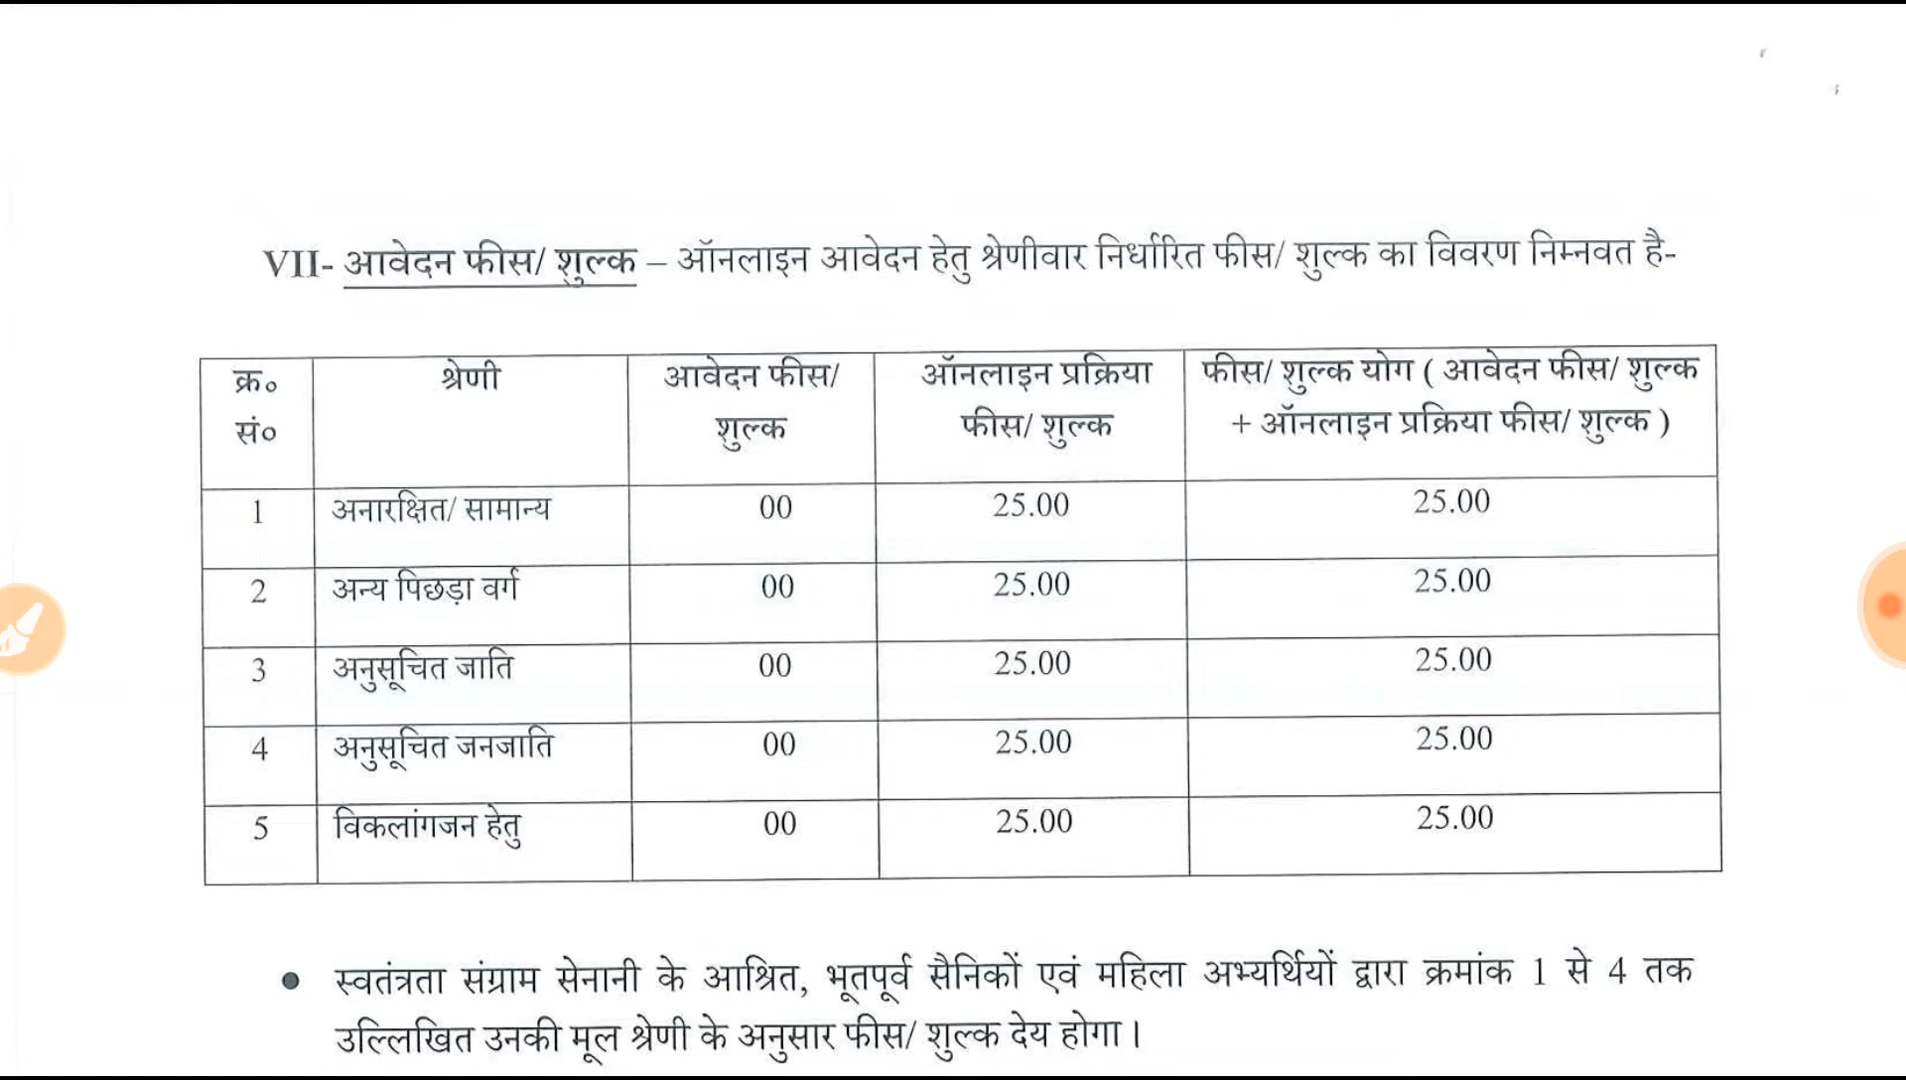 VII- आवेदन फीस/ शुल्क – ऑनलाइन आवेदन हेतु श्रेणीवार निर्धारित फीस/ शुल्क का विवरण निम्नवत है-
क्र० सं० श्रेणी आवेदन फीस/ शुल्क ऑनलाइन प्रक्रिया फीस/ शुल्क फीस/ शुल्क योग ( आवेदन फीस/ शुल्क + ऑनलाइन प्रक्रिया फीस/ शुल्क )
1 अनारक्षित/ सामान्य 00 25.00 25.00
2 अन्य पिछड़ा वर्ग 00 25.00 25.00
3 अनुसूचित जाति 00 25.00 25.00
4 अनुसूचित जनजाति 00 25.00 25.00
5 विकलांगजन हेतु 00 25.00 25.00
● स्वतंत्रता संग्राम सेनानी के आश्रित, भूतपूर्व सैनिकों एवं महिला अभ्यर्थियों द्वारा क्रमांक 1 से 4 तक
उल्लिखित उनकी मूल श्रेणी के अनुसार फीस/ शुल्क देय होगा।